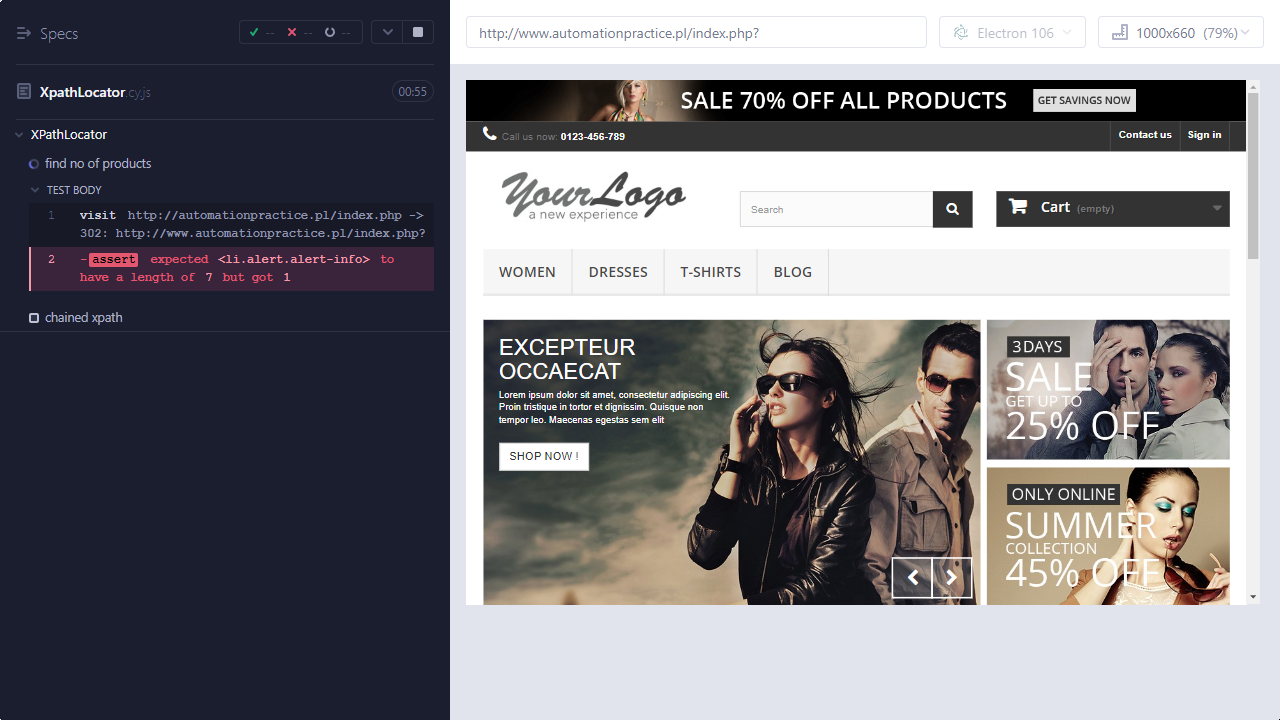 Specs
-- -- --
XpathLocator.cy.js
00:55
XPathLocator
find no of products
TEST BODY
1 visit http://automationpractice.pl/index.php ->
302: http://www.automationpractice.pl/index.php?
2 -assert expected <li.alert.alert-info> to
have a length of 7 but got 1
chained xpath
http://www.automationpractice.pl/index.php?
Electron 106
1000x660 (79%)
SALE 70% OFF ALL PRODUCTS
GET SAVINGS NOW
Call us now: 0123-456-789
Contact us
Sign in
YourLogo
a new experience
Search
Cart (empty)
WOMEN
DRESSES
T-SHIRTS
BLOG
EXCEPTEUR
OCCAECAT
Lorem ipsum dolor sit amet, consectetur adipiscing elit.
Proin tristique in tortor et dignissim. Quisque non
tempor leo. Maecenas egestas sem elit
SHOP NOW !
3 DAYS
SALE
GET UP TO
25% OFF
ONLY ONLINE
SUMMER
COLLECTION
45% OFF